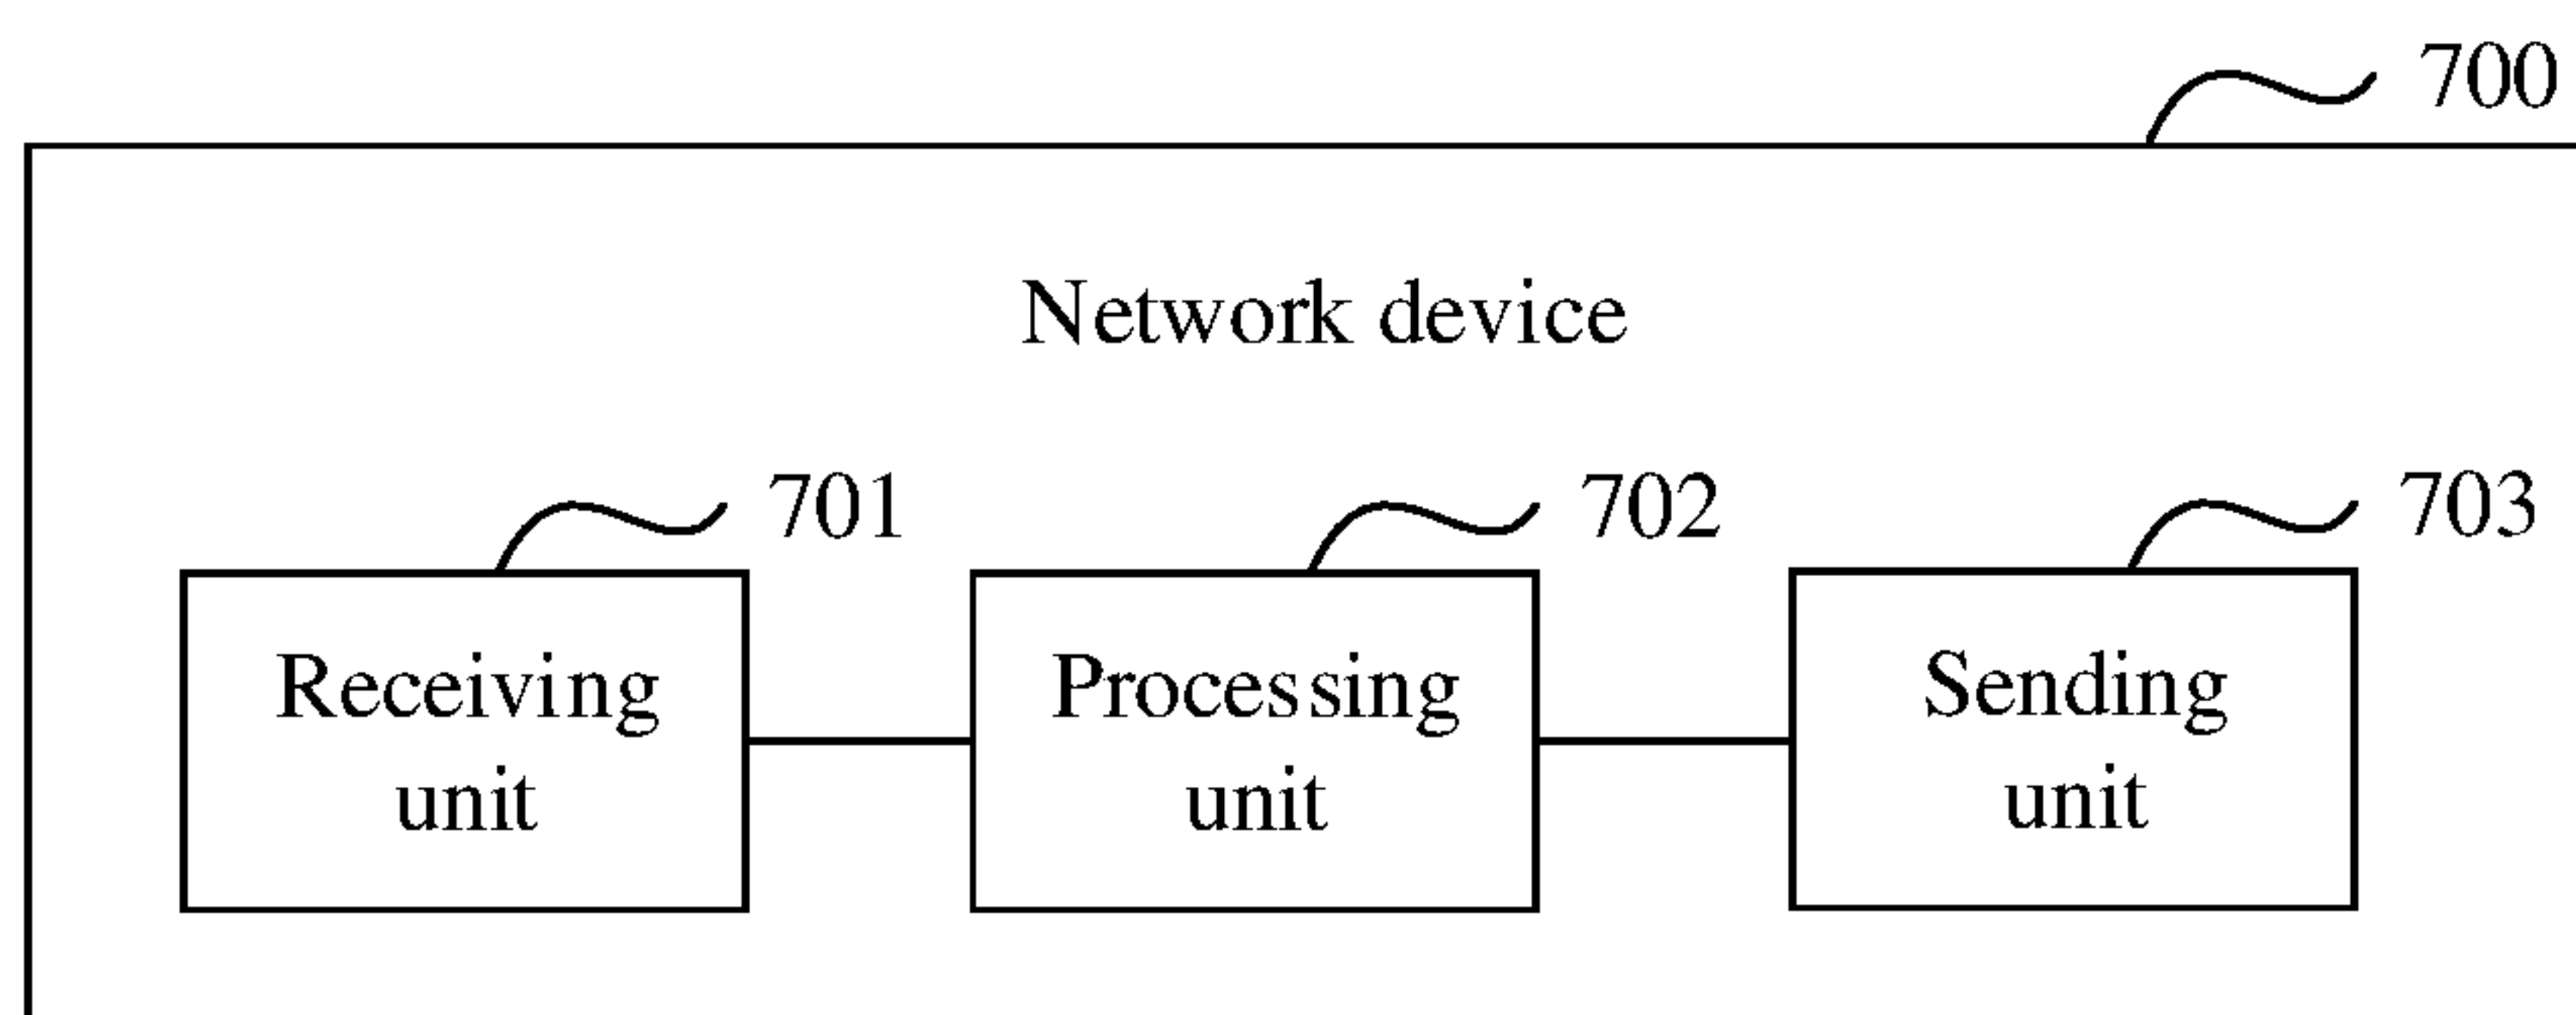 700
Network device
701
702
703
Receiving
unit
Processing
unit
Sending
unit